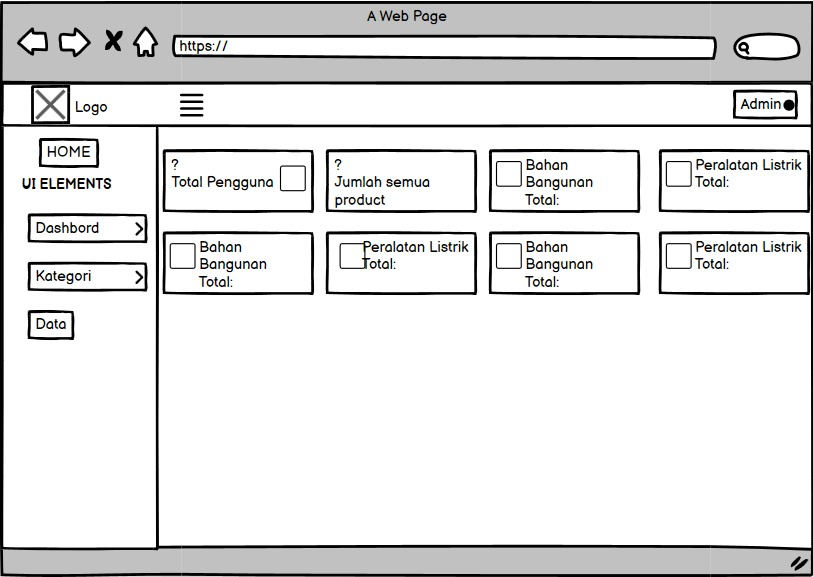 A Web Page
https://
Logo
Admin
HOME
UI ELEMENTS
Dashbord
Kategori
Data
?
Total Pengguna
?
Jumlah semua
product
Bahan
Bangunan
Total:
Peralatan Listrik
Total:
Bahan
Bangunan
Total:
Peralatan Listrik
Total:
Bahan
Bangunan
Total:
Peralatan Listrik
Total: